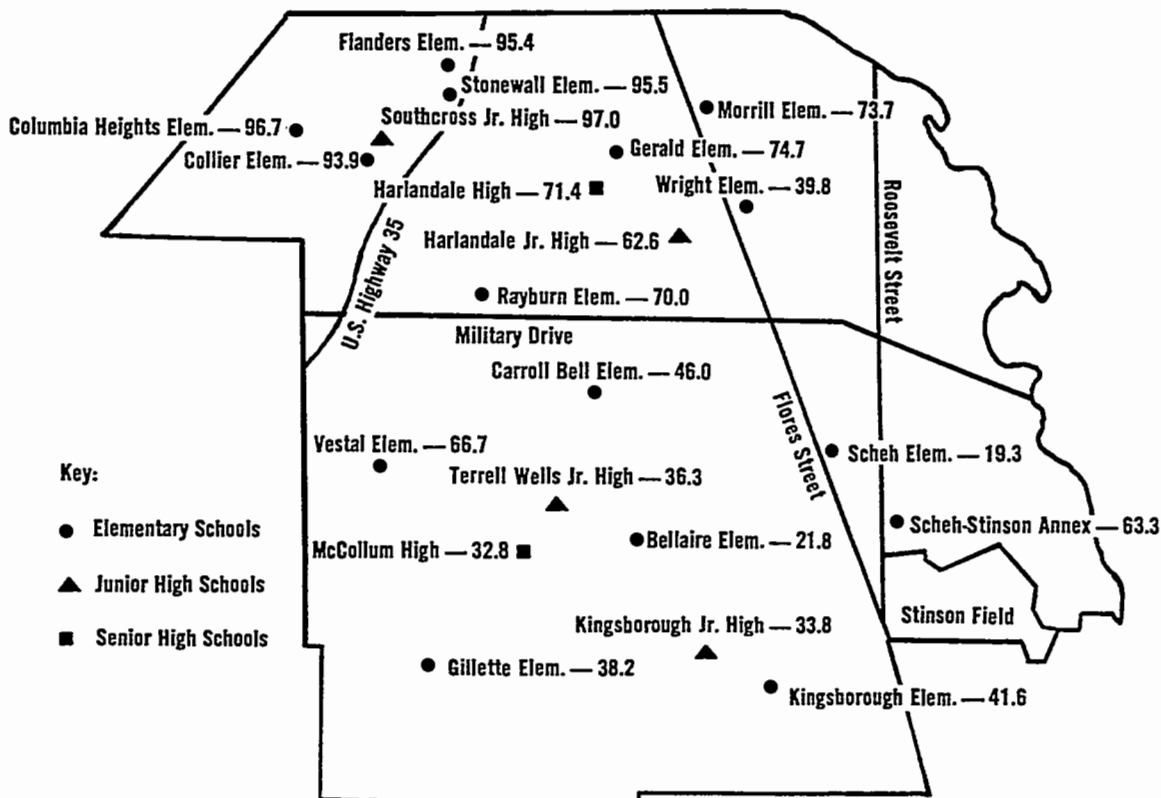 Flanders Elem. — 95.4
Stonewall Elem. — 95.5
Morrill Elem. — 73.7
Southcross Jr. High — 97.0
Columbia Heights Elem. — 96.7
Collier Elem. — 93.9
Gerald Elem. — 74.7
Harlandale High — 71.4
Wright Elem. — 39.8
Roosevelt Street
Harlandale Jr. High — 62.6
U.S. Highway 35
Rayburn Elem. — 70.0
Military Drive
Carroll Bell Elem. — 46.0
Flores Street
Vestal Elem. — 66.7
Scheh Elem. — 19.3
Terrell Wells Jr. High — 36.3
Scheh-Stinson Annex — 63.3
McCollum High — 32.8
Bellaire Elem. — 21.8
Stinson Field
Kingsborough Jr. High — 33.8
Gillette Elem. — 38.2
Kingsborough Elem. — 41.6
Key:
Elementary Schools
Junior High Schools
Senior High Schools